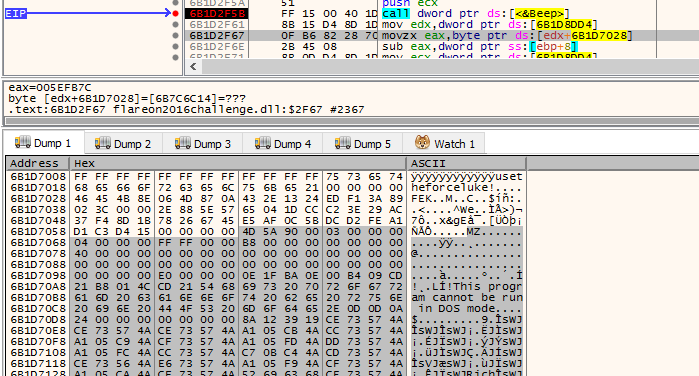 6B1D2F5A 51 push ecx
EIP 6B1D2F5B FF 15 00 40 1D call dword ptr ds:[<&Beep>]
6B1D2F61 8B 15 D4 8D 1D mov edx,dword ptr ds:[6B1D8DD4]
6B1D2F67 0F B6 82 28 70 movzx eax,byte ptr ds:[edx+6B1D7028]
6B1D2F6E 2B 45 08 sub eax,dword ptr ss:[ebp+8]
eax=005EFB7C
byte [edx+6B1D7028]=[6B7C6C14]=???
.text:6B1D2F67 flareon2016challenge.dll:$2F67 #2367
Dump 1 Dump 2 Dump 3 Dump 4 Dump 5 Watch 1
Address Hex ASCII
6B1D7008 FF FF FF FF FF FF FF FF FF FF FF FF 75 73 65 74 ÿÿÿÿÿÿÿÿÿÿÿÿuset
6B1D7018 68 65 66 6F 72 63 65 6C 75 6B 65 21 00 00 00 00 heforceluke!....
6B1D7028 46 45 4B 8E 06 4D 87 0A 43 2E 13 24 ED F1 3A 89
6B1D7038 02 3C 00 00 2E 88 5E 57 65 04 1D CC C2 3E 29 AC
6B1D7048 37 F4 8D 1B 78 26 67 45 E5 AF 0C 5B DC D2 FE A1
6B1D7058 D1 C3 D4 15 00 00 00 00 4D 5A 90 00 03 00 00 00 ÑÃÔ.....MZ......
6B1D7068 04 00 00 00 FF FF 00 00 B8 00 00 00 00 00 00 00
6B1D7078 40 00 00 00 00 00 00 00 00 00 00 00 00 00 00 00 @...............
6B1D7088 00 00 00 00 00 00 00 00 00 00 00 00 00 00 00 00 ................
6B1D7098 00 00 00 00 E0 00 00 00 0E 1F BA 0E 00 B4 09 CD
6B1D70A8 21 B8 01 4C CD 21 54 68 69 73 20 70 72 6F 67 72 !¸.LÍ!This progr
6B1D70B8 61 6D 20 63 61 6E 6E 6F 74 20 62 65 20 72 75 6E am cannot be run
6B1D70C8 20 69 6E 20 44 4F 53 20 6D 6F 64 65 2E 0D 0D 0A in DOS mode....
6B1D70D8 24 00 00 00 00 00 00 00 8A 12 39 19 CE 73 57 4A $.........9.ÎsWJ
6B1D70E8 CE 73 57 4A CE 73 57 4A A1 05 CB 4A CC 73 57 4A
6B1D70F8 A1 05 C9 4A CF 73 57 4A A1 05 FD 4A DD 73 57 4A
6B1D7108 A1 05 FC 4A CC 73 57 4A C7 0B C4 4A CD 73 57 4A
6B1D7118 CE 73 56 4A E6 73 57 4A A1 05 F9 4A CF 73 57 4A